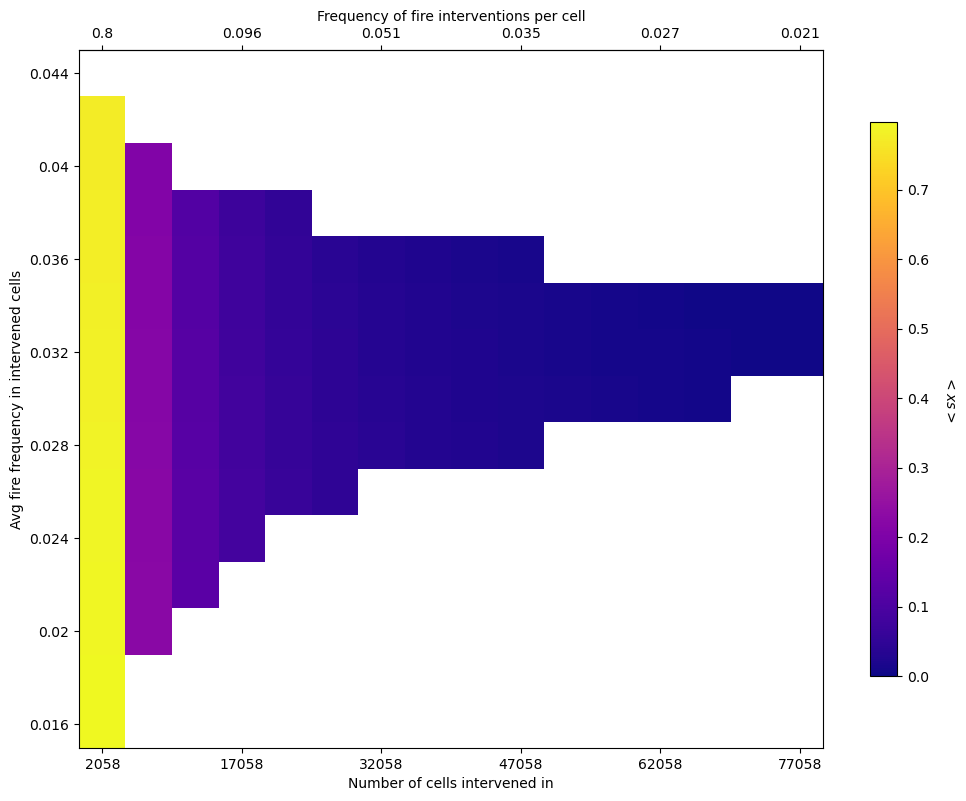 Frequency of fire interventions per cell
0.8 0.096 0.051 0.035 0.027 0.021
Avg fire frequency in intervened cells
0.044
0.04
0.036
0.032
0.028
0.024
0.02
0.016
2058 17058 32058 47058 62058 77058
Number of cells intervened in
0.7
0.6
0.5
0.4
0.3
0.2
0.1
0.0
<sx>